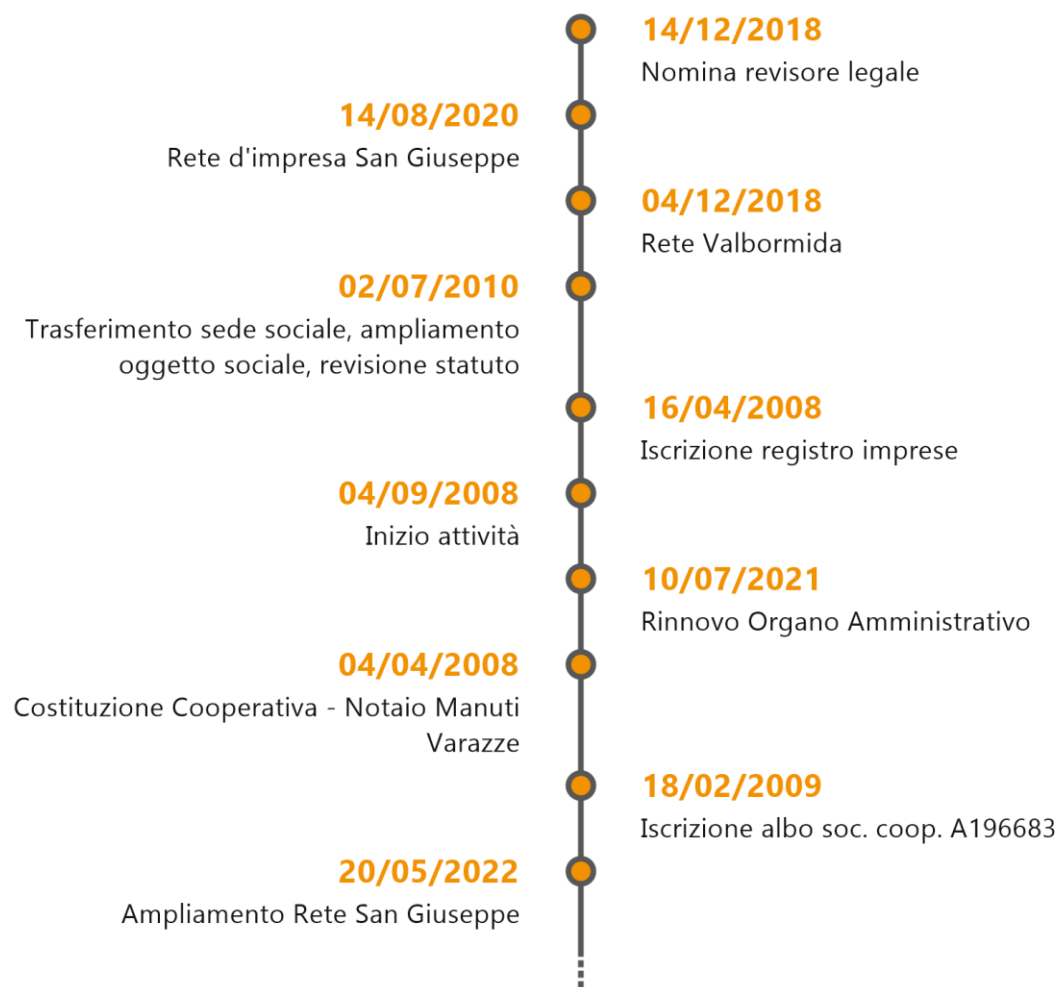 14/12/2018
Nomina revisore legale
14/08/2020
Rete d'impresa San Giuseppe
04/12/2018
Rete Valbormida
02/07/2010
Trasferimento sede sociale, ampliamento
oggetto sociale, revisione statuto
16/04/2008
Iscrizione registro imprese
04/09/2008
Inizio attività
10/07/2021
Rinnovo Organo Amministrativo
04/04/2008
Costituzione Cooperativa - Notaio Manuti
Varazze
18/02/2009
Iscrizione albo soc. coop. A196683
20/05/2022
Ampliamento Rete San Giuseppe